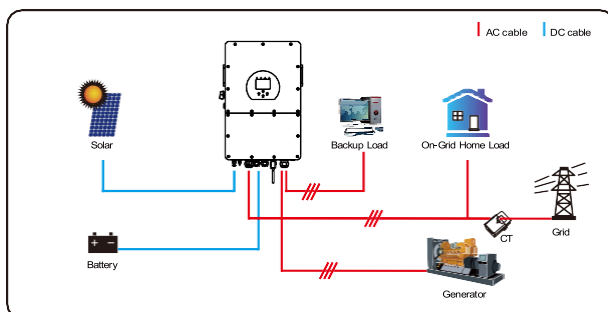 AC cable
DC cable
Solar
Backup Load
On-Grid Home Load
CT
Grid
Battery
Generator